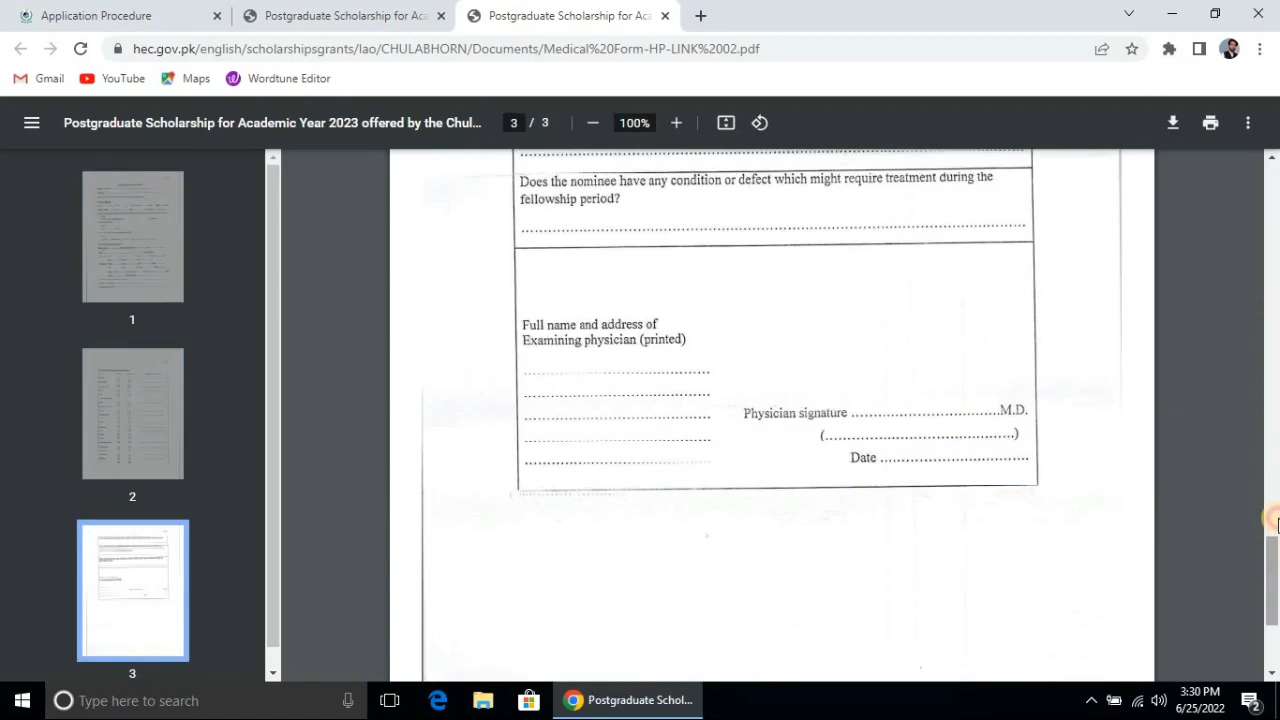 Application Procedure
Postgraduate Scholarship for Aca
Postgraduate Scholarship for Aca
hec.gov.pk/english/scholarshipsgrants/lao/CHULABHORN/Documents/Medical%20Form-HP-LINK%2002.pdf
Gmail YouTube Maps Wordtune Editor
Postgraduate Scholarship for Academic Year 2023 offered by the Chul... 3 / 3 100%
1
2
3
Does the nominee have any condition or defect which might require treatment during the
fellowship period?
Full name and address of
Examining physician (printed)
Physician signature ..................................M.D.
(...........................................)
Date ..................................
Type here to search
Postgraduate Schol...
3:30 PM
6/25/2022
2